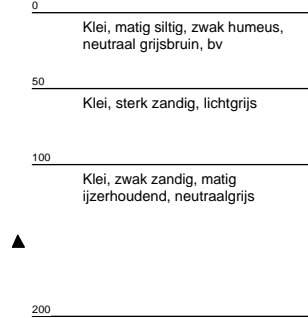 0
Klei, matig siltig, zwak humeus,
neutraal grijsbruin, bv
50
Klei, sterk zandig, lichtgrijs
100
Klei, zwak zandig, matig
ijzerhoudend, neutraalgrijs
200